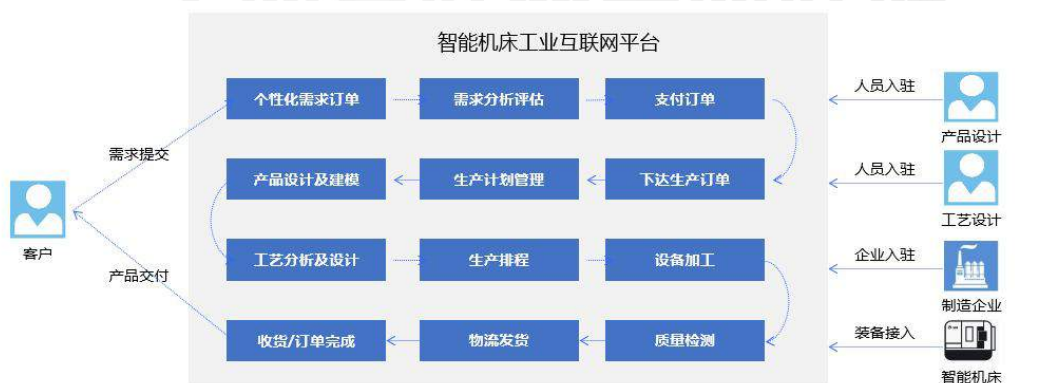 智能机床工业互联网平台
个性化需求订单
需求分析评估
支付订单
人员入驻
产品设计
需求提交
产品设计及建模
生产计划管理
下达生产订单
人员入驻
工艺设计
客户
工艺分析及设计
生产排程
设备加工
企业入驻
制造企业
产品交付
收货/订单完成
物流发货
质量检测
装备接入
智能机床